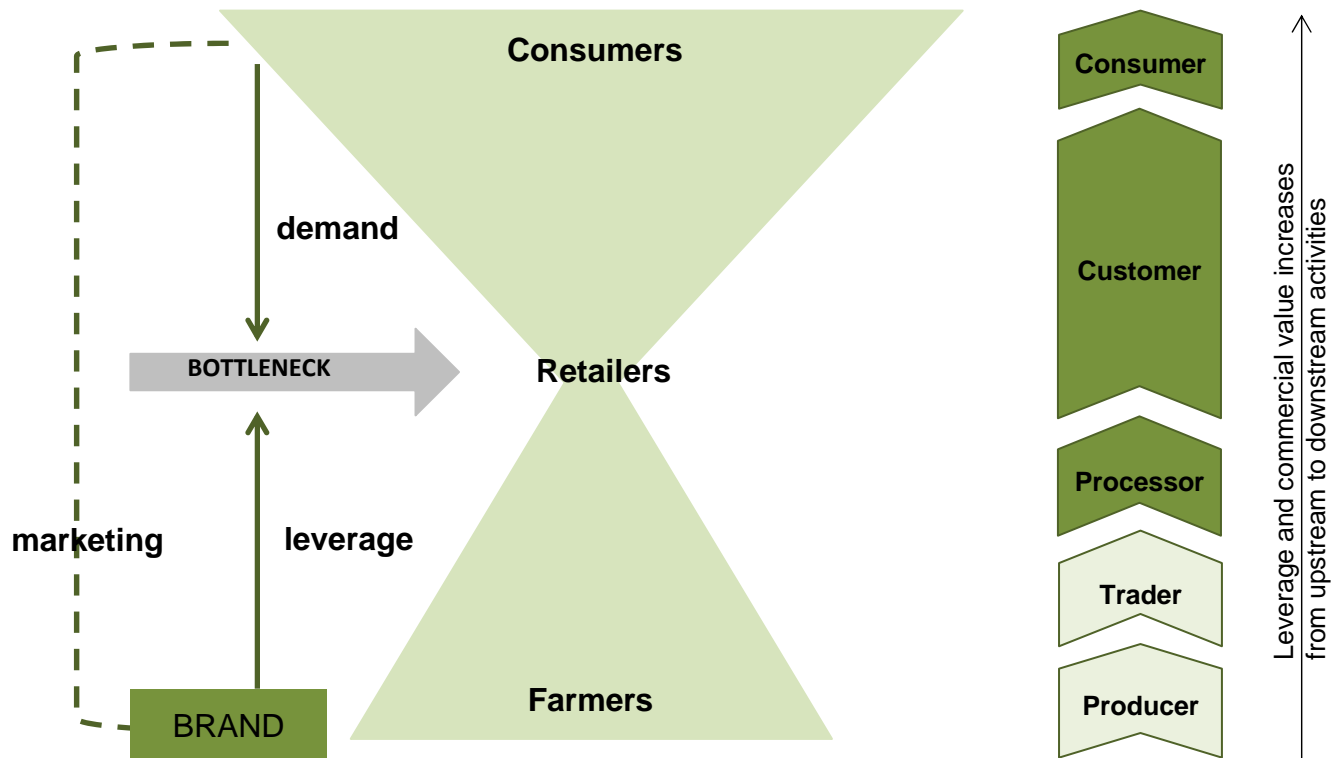 Consumers
demand
BOTTLENECK
Retailers
marketing
leverage
Farmers
BRAND
Consumer
Customer
Processor
Trader
Producer
Leverage and commercial value increases
from upstream to downstream activities